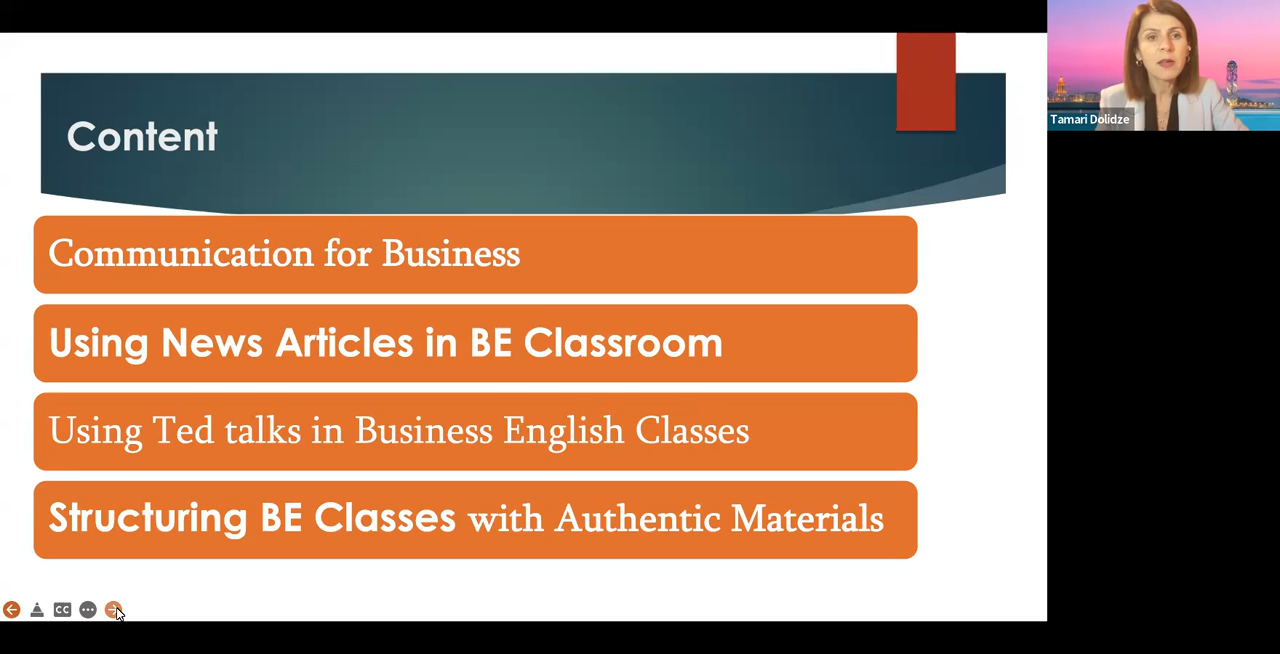 Content
Communication for Business
Using News Articles in BE Classroom
Using Ted talks in Business English Classes
Structuring BE Classes with Authentic Materials
CC
Tamari Dolidze